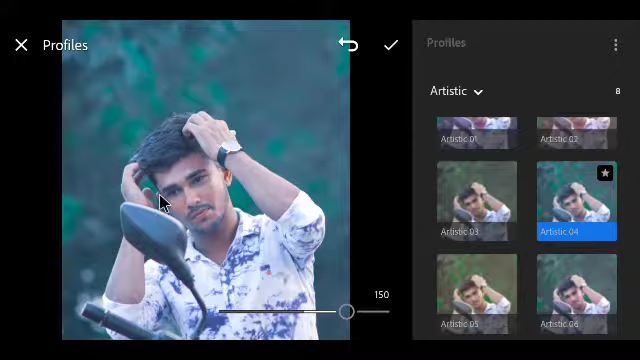 Profiles
Profiles
Artistic
8
Artistic 01
Artistic 02
Artistic 03
Artistic 04
150
Artistic 05
Artistic 06